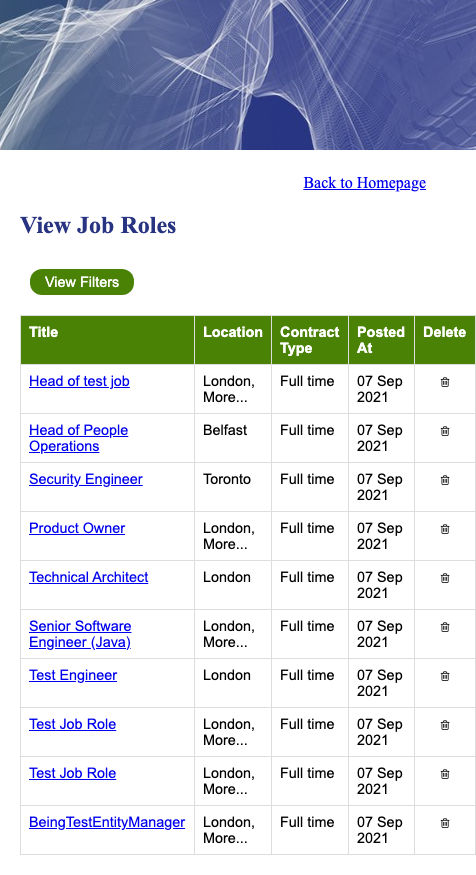 Back to Homepage
View Job Roles
View Filters
Title Location Contract Type Posted At Delete
Head of test job London, More... Full time 07 Sep 2021
Head of People Operations Belfast Full time 07 Sep 2021
Security Engineer Toronto Full time 07 Sep 2021
Product Owner London, More... Full time 07 Sep 2021
Technical Architect London Full time 07 Sep 2021
Senior Software Engineer (Java) London, More... Full time 07 Sep 2021
Test Engineer London Full time 07 Sep 2021
Test Job Role London, More... Full time 07 Sep 2021
Test Job Role London, More... Full time 07 Sep 2021
BeingTestEntityManager London, More... Full time 07 Sep 2021